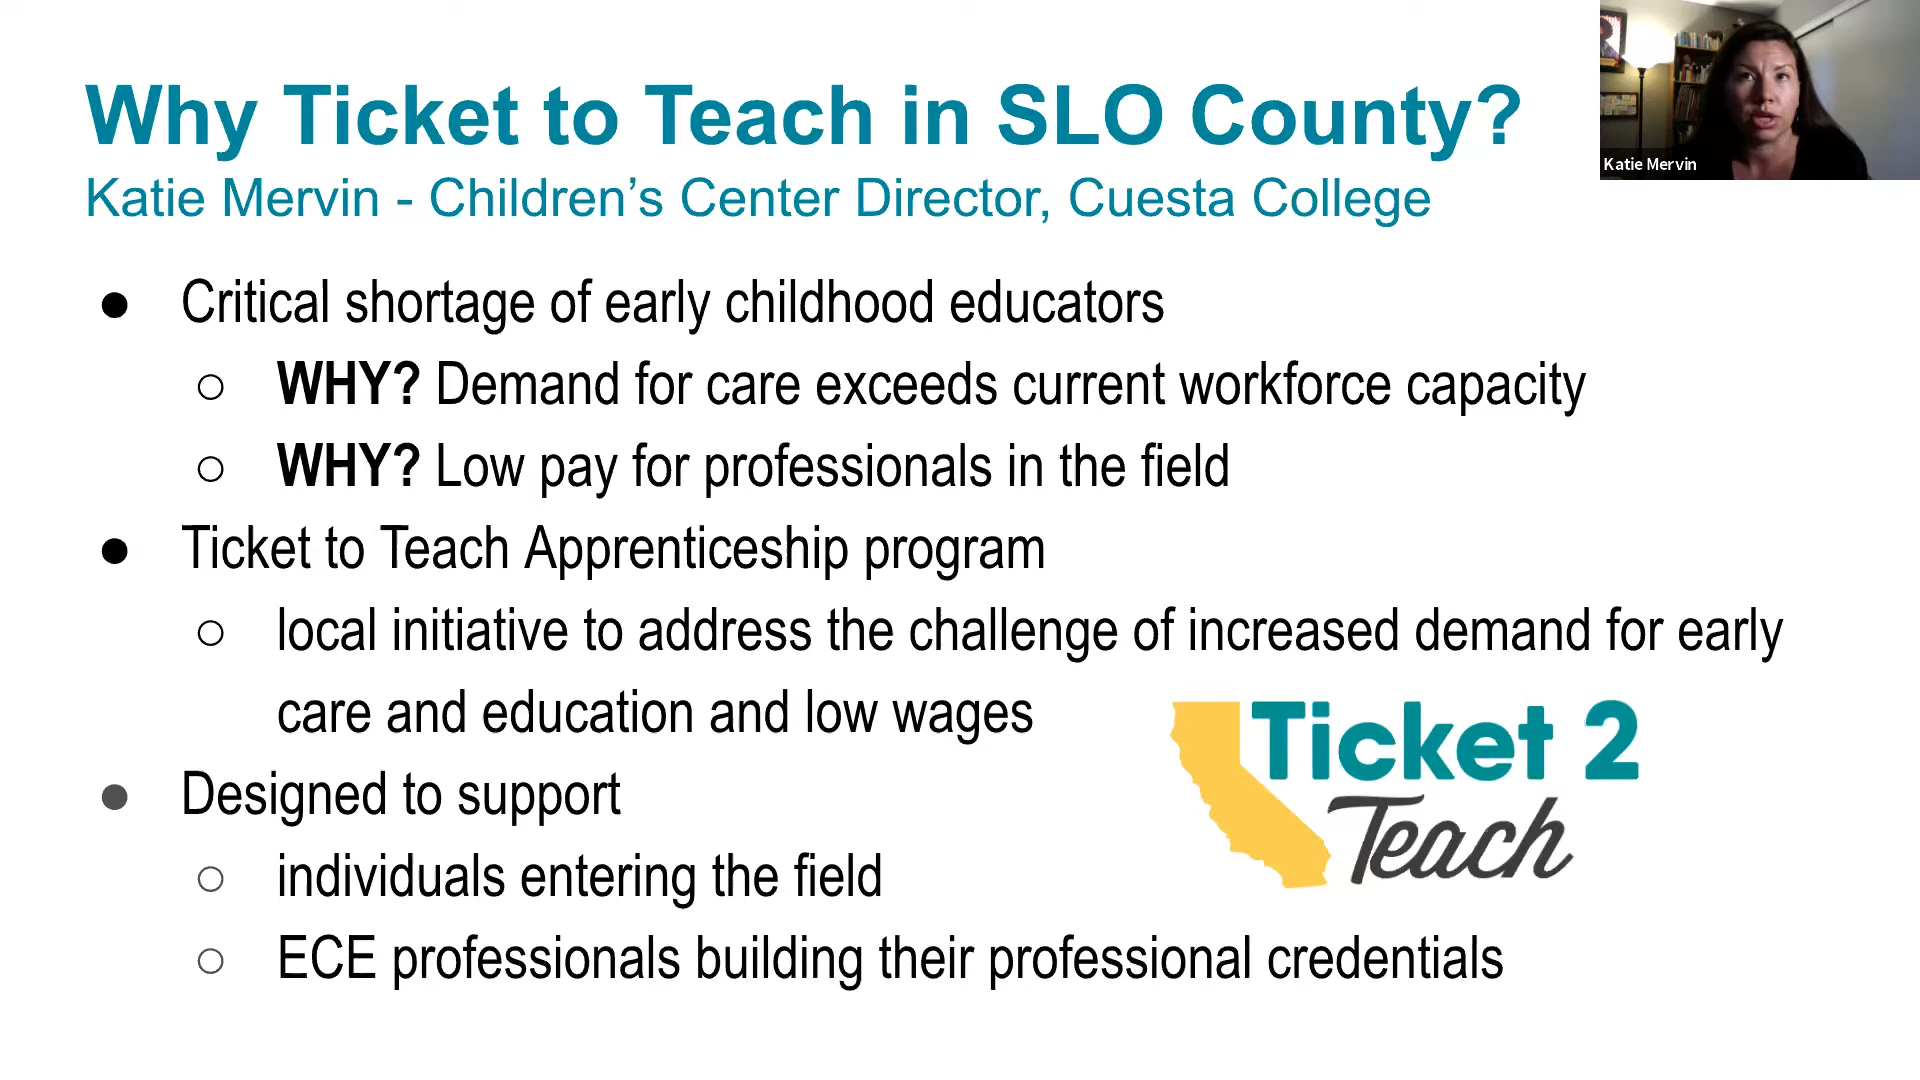 Why Ticket to Teach in SLO County?
Katie Mervin - Children’s Center Director, Cuesta College
Katie Mervin
● Critical shortage of early childhood educators
○ WHY? Demand for care exceeds current workforce capacity
○ WHY? Low pay for professionals in the field
● Ticket to Teach Apprenticeship program
○ local initiative to address the challenge of increased demand for early
care and education and low wages
Ticket 2
Teach
● Designed to support
○ individuals entering the field
○ ECE professionals building their professional credentials